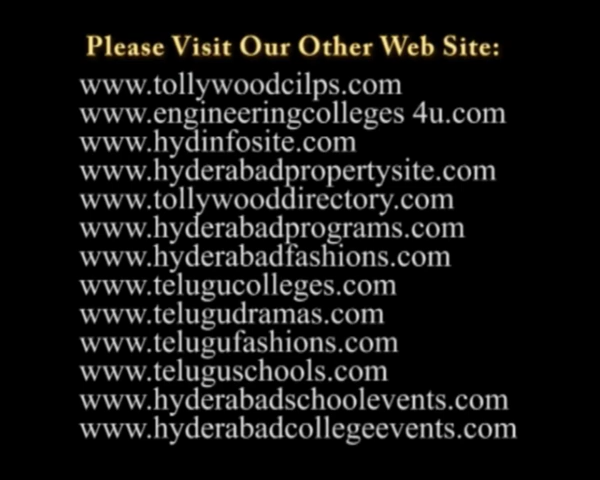 Please Visit Our Other Web Site:
www.tollywoodcilps.com
www.engineeringcolleges 4u.com
www.hydinfosite.com
www.hyderabadpropertysite.com
www.tollywooddirectory.com
www.hyderabadprograms.com
www.hyderabadfashions.com
www.telugucolleges.com
www.telugudramas.com
www.telugufashions.com
www.teluguschools.com
www.hyderabadschoolevents.com
www.hyderabadcollegeevents.com